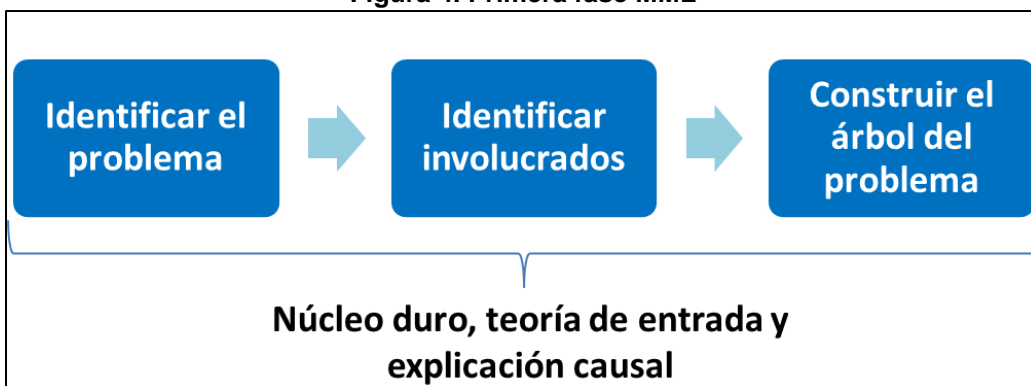 Identificar el
problema
Identificar
involucrados
Construir el
árbol del
problema
Núcleo duro, teoría de entrada y
explicación causal